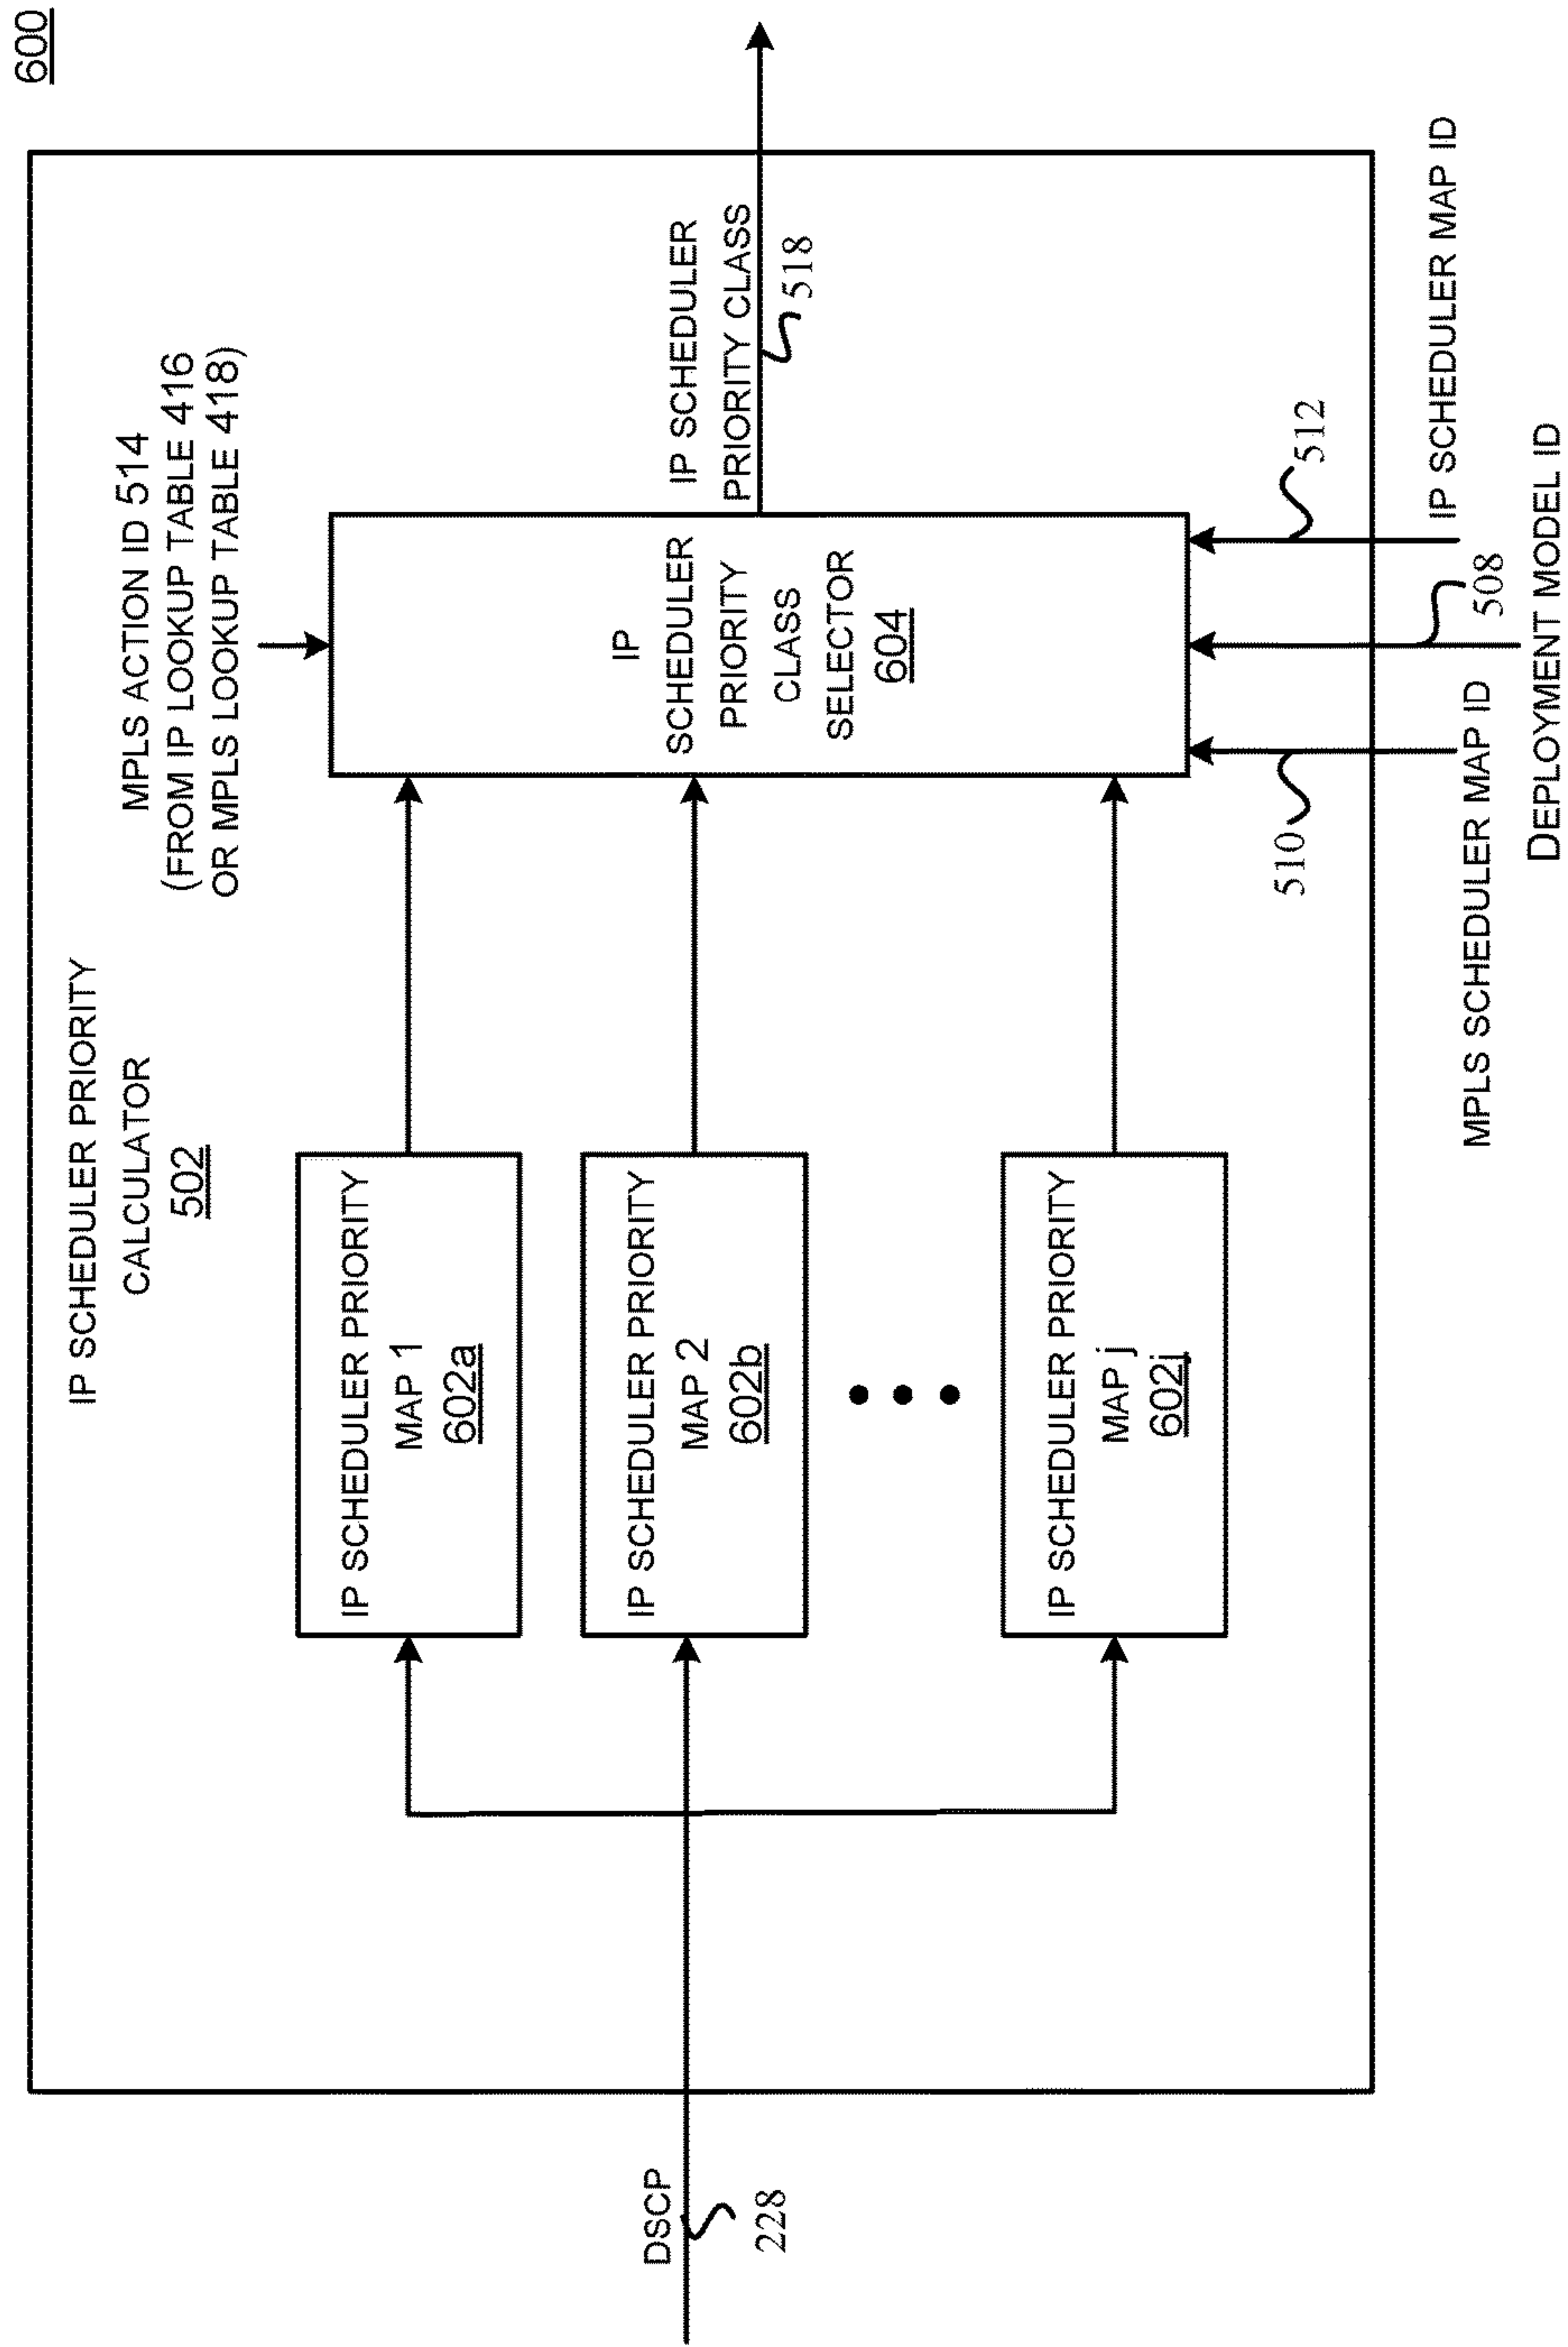 600
IP SCHEDULER PRIORITY
CALCULATOR
502
MPLS ACTION ID 514
(FROM IP LOOKUP TABLE 416
OR MPLS LOOKUP TABLE 418)
IP SCHEDULER PRIORITY
MAP 1
602a
IP SCHEDULER PRIORITY
MAP 2
602b
IP SCHEDULER PRIORITY
MAP j
602j
DSCP
228
IP
SCHEDULER
PRIORITY
CLASS
SELECTOR
604
IP SCHEDULER
PRIORITY CLASS
518
510
508
512
MPLS SCHEDULER MAP ID
DEPLOYMENT MODEL ID
IP SCHEDULER MAP ID